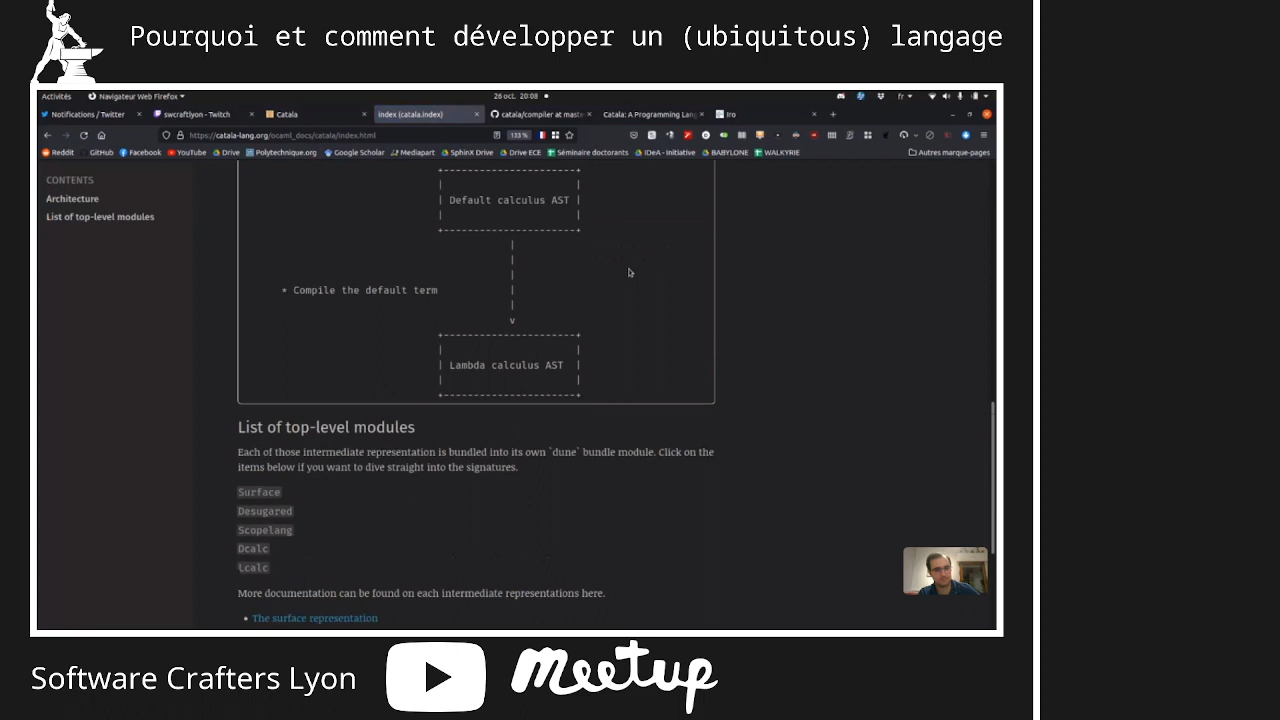 Pourquoi et comment développer un (ubiquitous) langage
Activités Navigateur Web Firefox 26 oct. 20:08 fr
Notifications / Twitter swcraftlyon - Twitch Catala index (catala.index) catala/compiler at maste Catala: A Programming Lang Iro
https://catala-lang.org/ocaml_docs/catala/index.html 133 %
Reddit GitHub Facebook YouTube Drive Polytechnique.org Google Scholar Mediapart SphinX Drive Drive ECE Séminaire doctorants IDeA - Initiative BABYLONE WALKYRIE Autres marque-pages
CONTENTS
Architecture
List of top-level modules
Default calculus AST
* Compile the default term
v
Lambda calculus AST
List of top-level modules
Each of those intermediate representation is bundled into its own `dune` bundle module. Click on the
items below if you want to dive straight into the signatures.
Surface
Desugared
Scopelang
Dcalc
Lcalc
More documentation can be found on each intermediate representations here.
• The surface representation
Software Crafters Lyon
Meetup